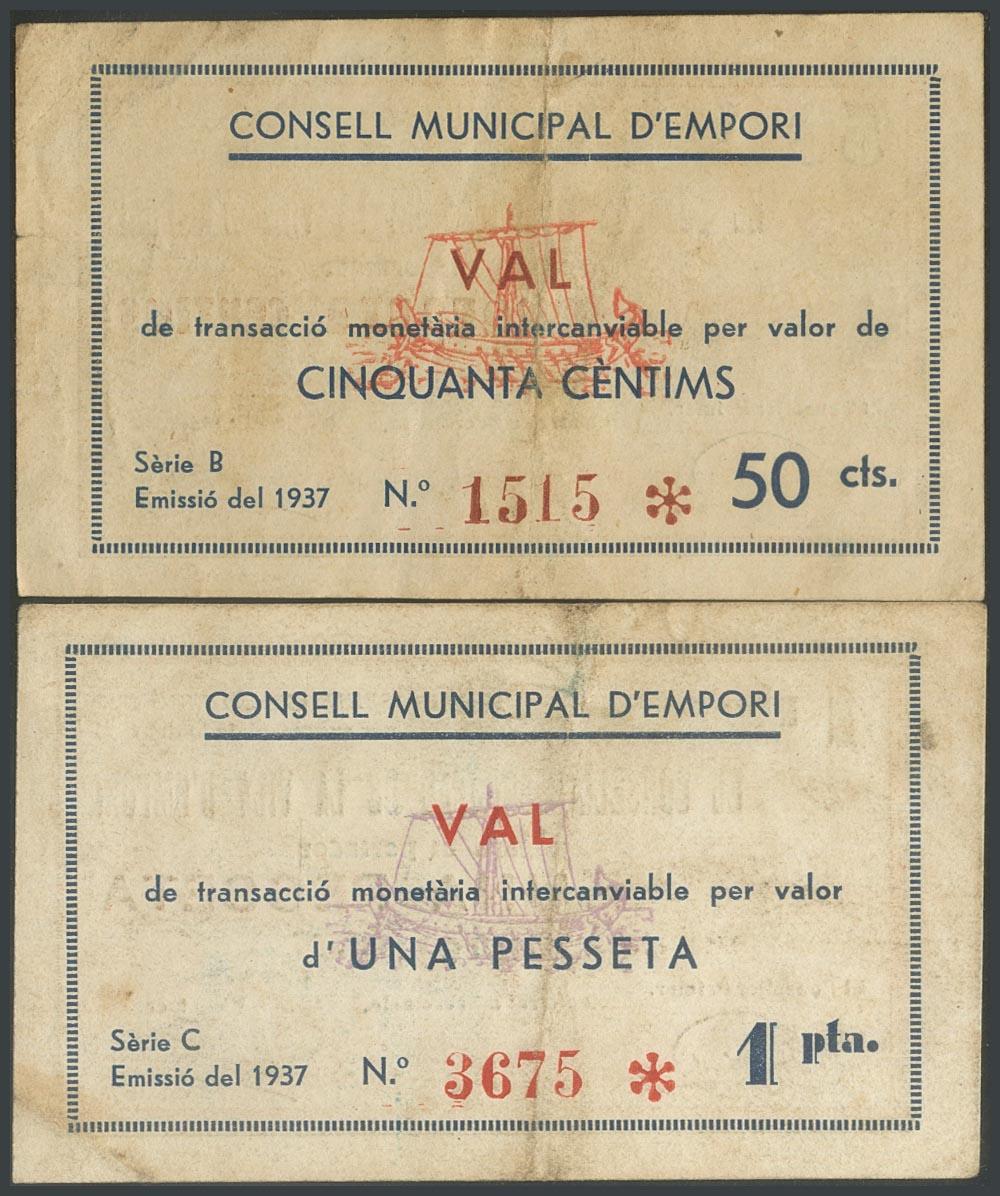 CONSELL MUNICIPAL D'EMPORI
VAL
de transacció monetària intercanviable per valor de
CINQUANTA CÈNTIMS
Sèrie B
Emissió del 1937 N.º 1515 * 50 cts.
CONSELL MUNICIPAL D'EMPORI
VAL
de transacció monetària intercanviable per valor
d'UNA PESSETA
Sèrie C
Emissió del 1937 N.º 3675 * 1 pta.